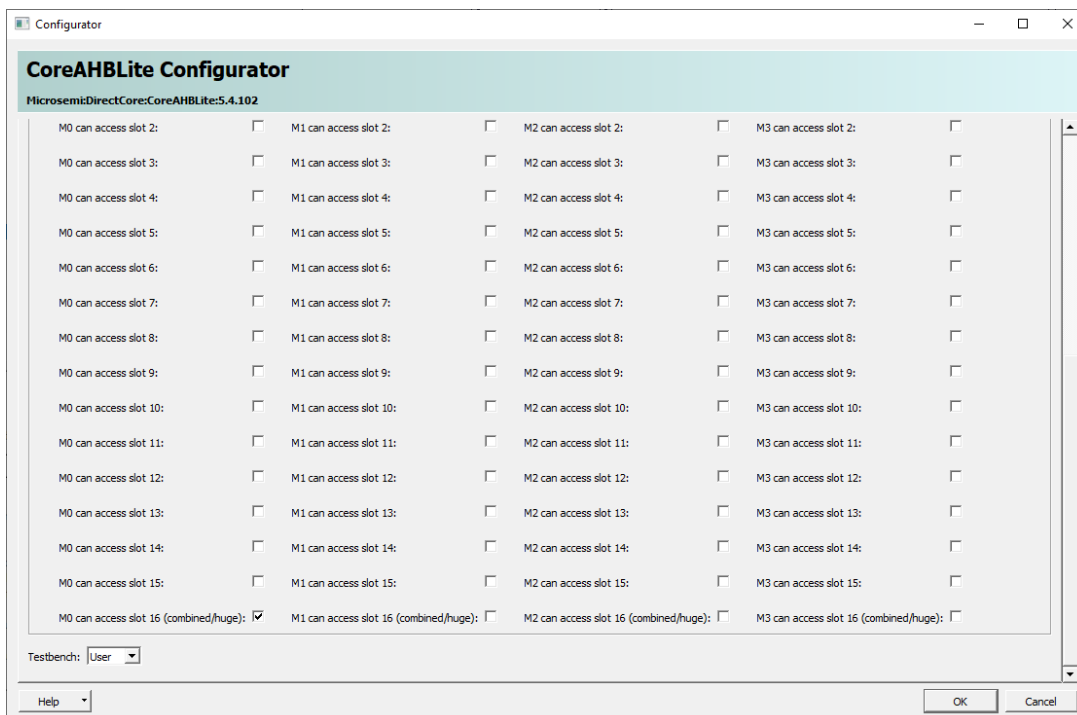 Configurator
CoreAHBLite Configurator
Microsemi:DirectCore:CoreAHBLite:5.4.102
M0 can access slot 2: M1 can access slot 2: M2 can access slot 2: M3 can access slot 2:
M0 can access slot 3: M1 can access slot 3: M2 can access slot 3: M3 can access slot 3:
M0 can access slot 4: M1 can access slot 4: M2 can access slot 4: M3 can access slot 4:
M0 can access slot 5: M1 can access slot 5: M2 can access slot 5: M3 can access slot 5:
M0 can access slot 6: M1 can access slot 6: M2 can access slot 6: M3 can access slot 6:
M0 can access slot 7: M1 can access slot 7: M2 can access slot 7: M3 can access slot 7:
M0 can access slot 8: M1 can access slot 8: M2 can access slot 8: M3 can access slot 8:
M0 can access slot 9: M1 can access slot 9: M2 can access slot 9: M3 can access slot 9:
M0 can access slot 10: M1 can access slot 10: M2 can access slot 10: M3 can access slot 10:
M0 can access slot 11: M1 can access slot 11: M2 can access slot 11: M3 can access slot 11:
M0 can access slot 12: M1 can access slot 12: M2 can access slot 12: M3 can access slot 12:
M0 can access slot 13: M1 can access slot 13: M2 can access slot 13: M3 can access slot 13:
M0 can access slot 14: M1 can access slot 14: M2 can access slot 14: M3 can access slot 14:
M0 can access slot 15: M1 can access slot 15: M2 can access slot 15: M3 can access slot 15:
M0 can access slot 16 (combined/huge): M1 can access slot 16 (combined/huge): M2 can access slot 16 (combined/huge): M3 can access slot 16 (combined/huge):
Testbench: User
Help OK Cancel